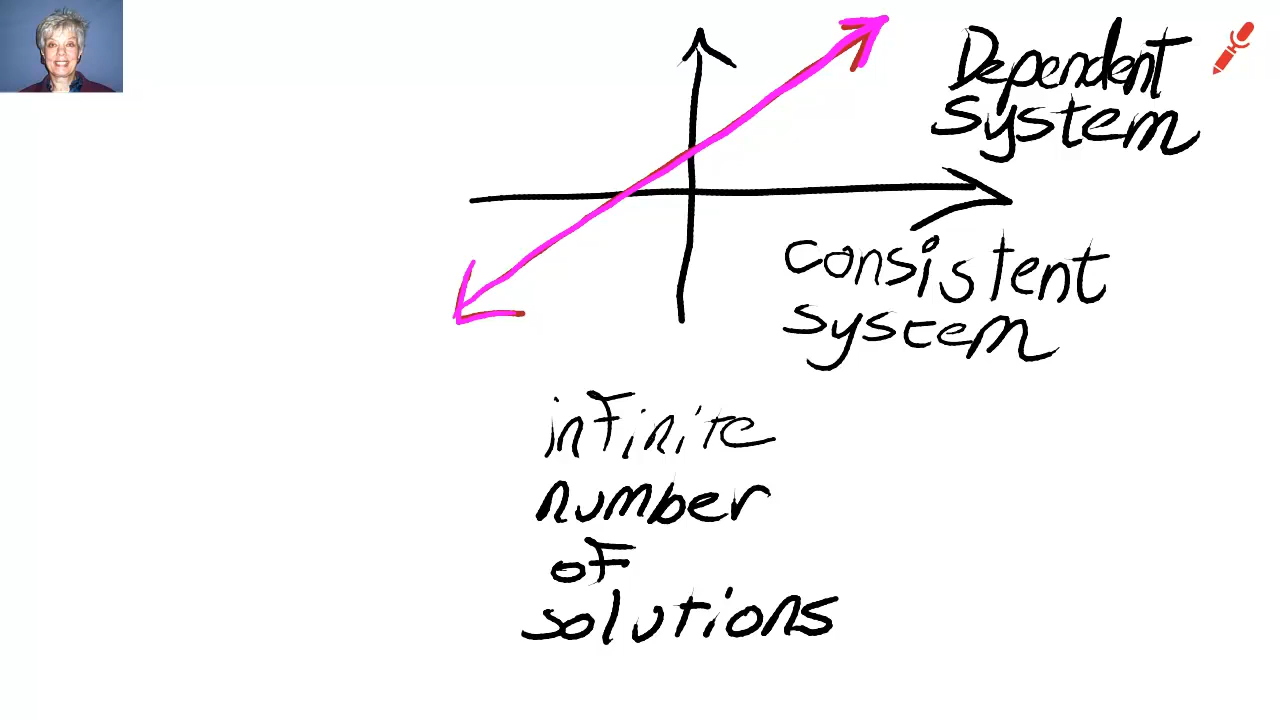 Dependent
System
consistent
system
infinite
number
of
solutions